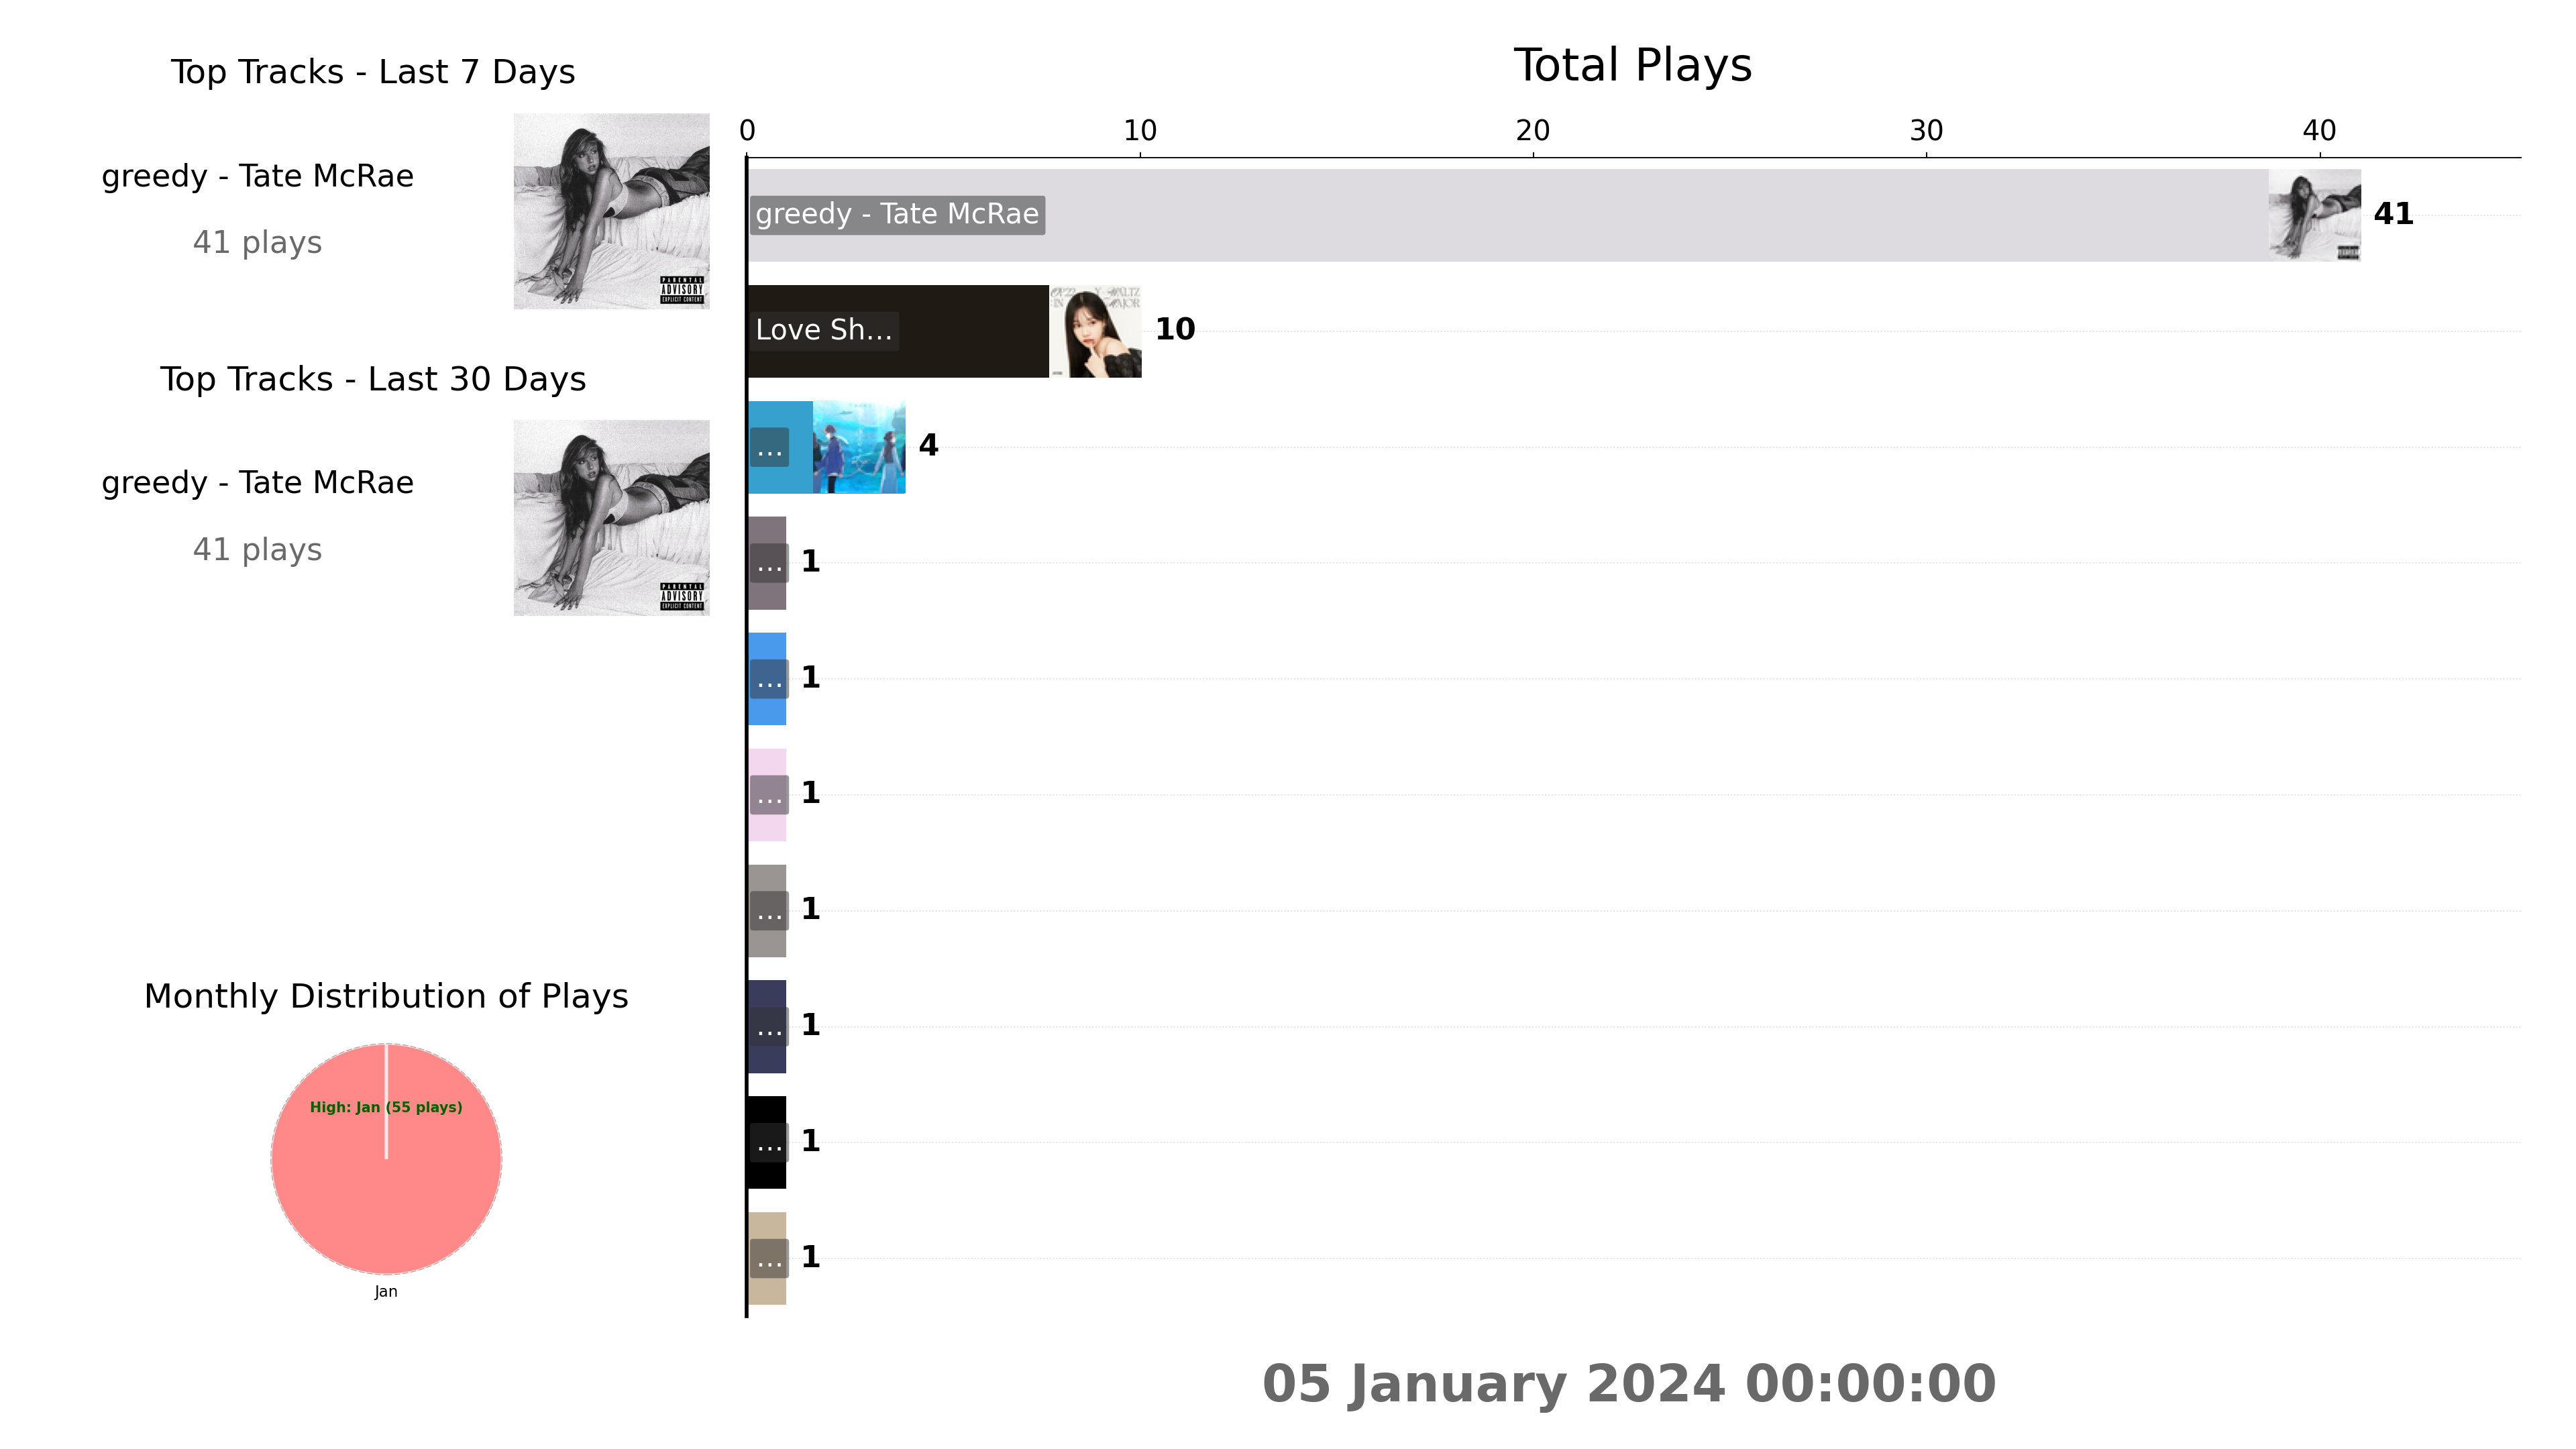 Top Tracks - Last 7 Days
greedy - Tate McRae
41 plays
PARENTAL
ADVISORY
EXPLICIT CONTENT
Top Tracks - Last 30 Days
greedy - Tate McRae
41 plays
PARENTAL
ADVISORY
EXPLICIT CONTENT
Monthly Distribution of Plays
High: Jan (55 plays)
Jan
Total Plays
0 10 20 30 40
greedy - Tate McRae 41
Love Sh... 10
... 4
... 1
... 1
... 1
... 1
... 1
... 1
... 1
05 January 2024 00:00:00